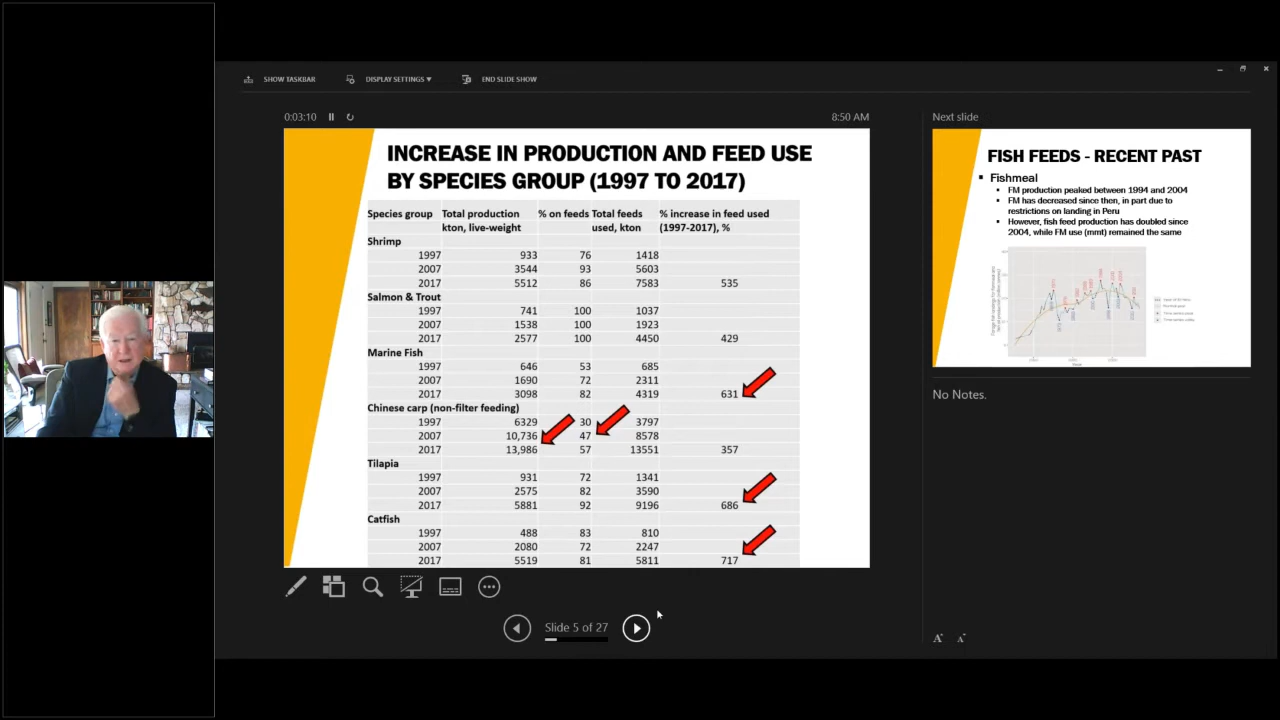 SHOW TASKBAR DISPLAY SETTINGS ▼ END SLIDE SHOW
0:03:10
8:50 AM
INCREASE IN PRODUCTION AND FEED USE
BY SPECIES GROUP (1997 TO 2017)
Species group Total production % on feeds Total feeds % increase in feed used
kton, live-weight used, kton (1997-2017), %
Shrimp
1997 933 76 1418
2007 3544 93 5603
2017 5512 86 7583 535
Salmon & Trout
1997 741 100 1037
2007 1538 100 1923
2017 2577 100 4450 429
Marine Fish
1997 646 53 685
2007 1690 72 2311
2017 3098 82 4319 631
Chinese carp (non-filter feeding)
1997 6329 30 3797
2007 10,736 47 8578
2017 13,986 57 13551 357
Tilapia
1997 931 72 1341
2007 2575 82 3590
2017 5881 92 9196 686
Catfish
1997 488 83 810
2007 2080 72 2247
2017 5519 81 5811 717
Slide 5 of 27
Next slide
FISH FEEDS - RECENT PAST
▪ Fishmeal
▪ FM production peaked between 1994 and 2004
▪ FM has decreased since then, in part due to
restrictions on landing in Peru
▪ However, fish feed production has doubled since
2004, while FM use (mmt) remained the same
No Notes.
A A